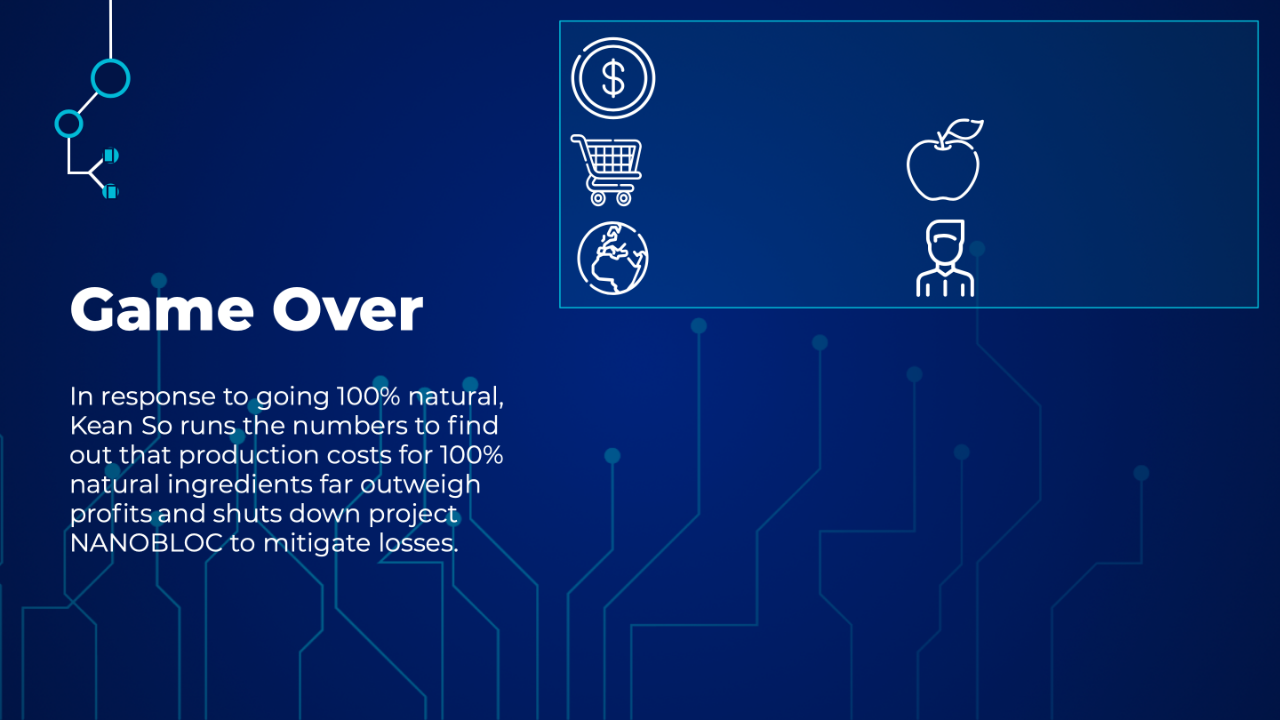 $
Game Over
In response to going 100% natural,
Kean So runs the numbers to find
out that production costs for 100%
natural ingredients far outweigh
profits and shuts down project
NANOBLOC to mitigate losses.